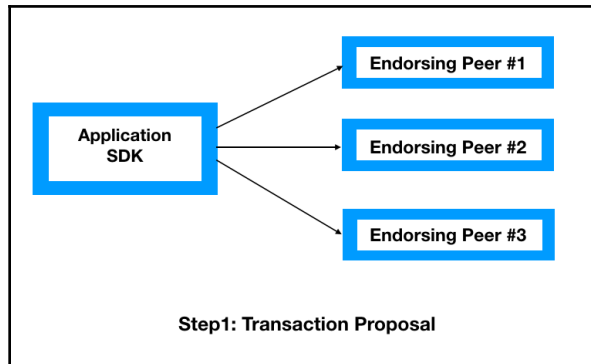 Application
SDK
Endorsing Peer #1
Endorsing Peer #2
Endorsing Peer #3
Step1: Transaction Proposal